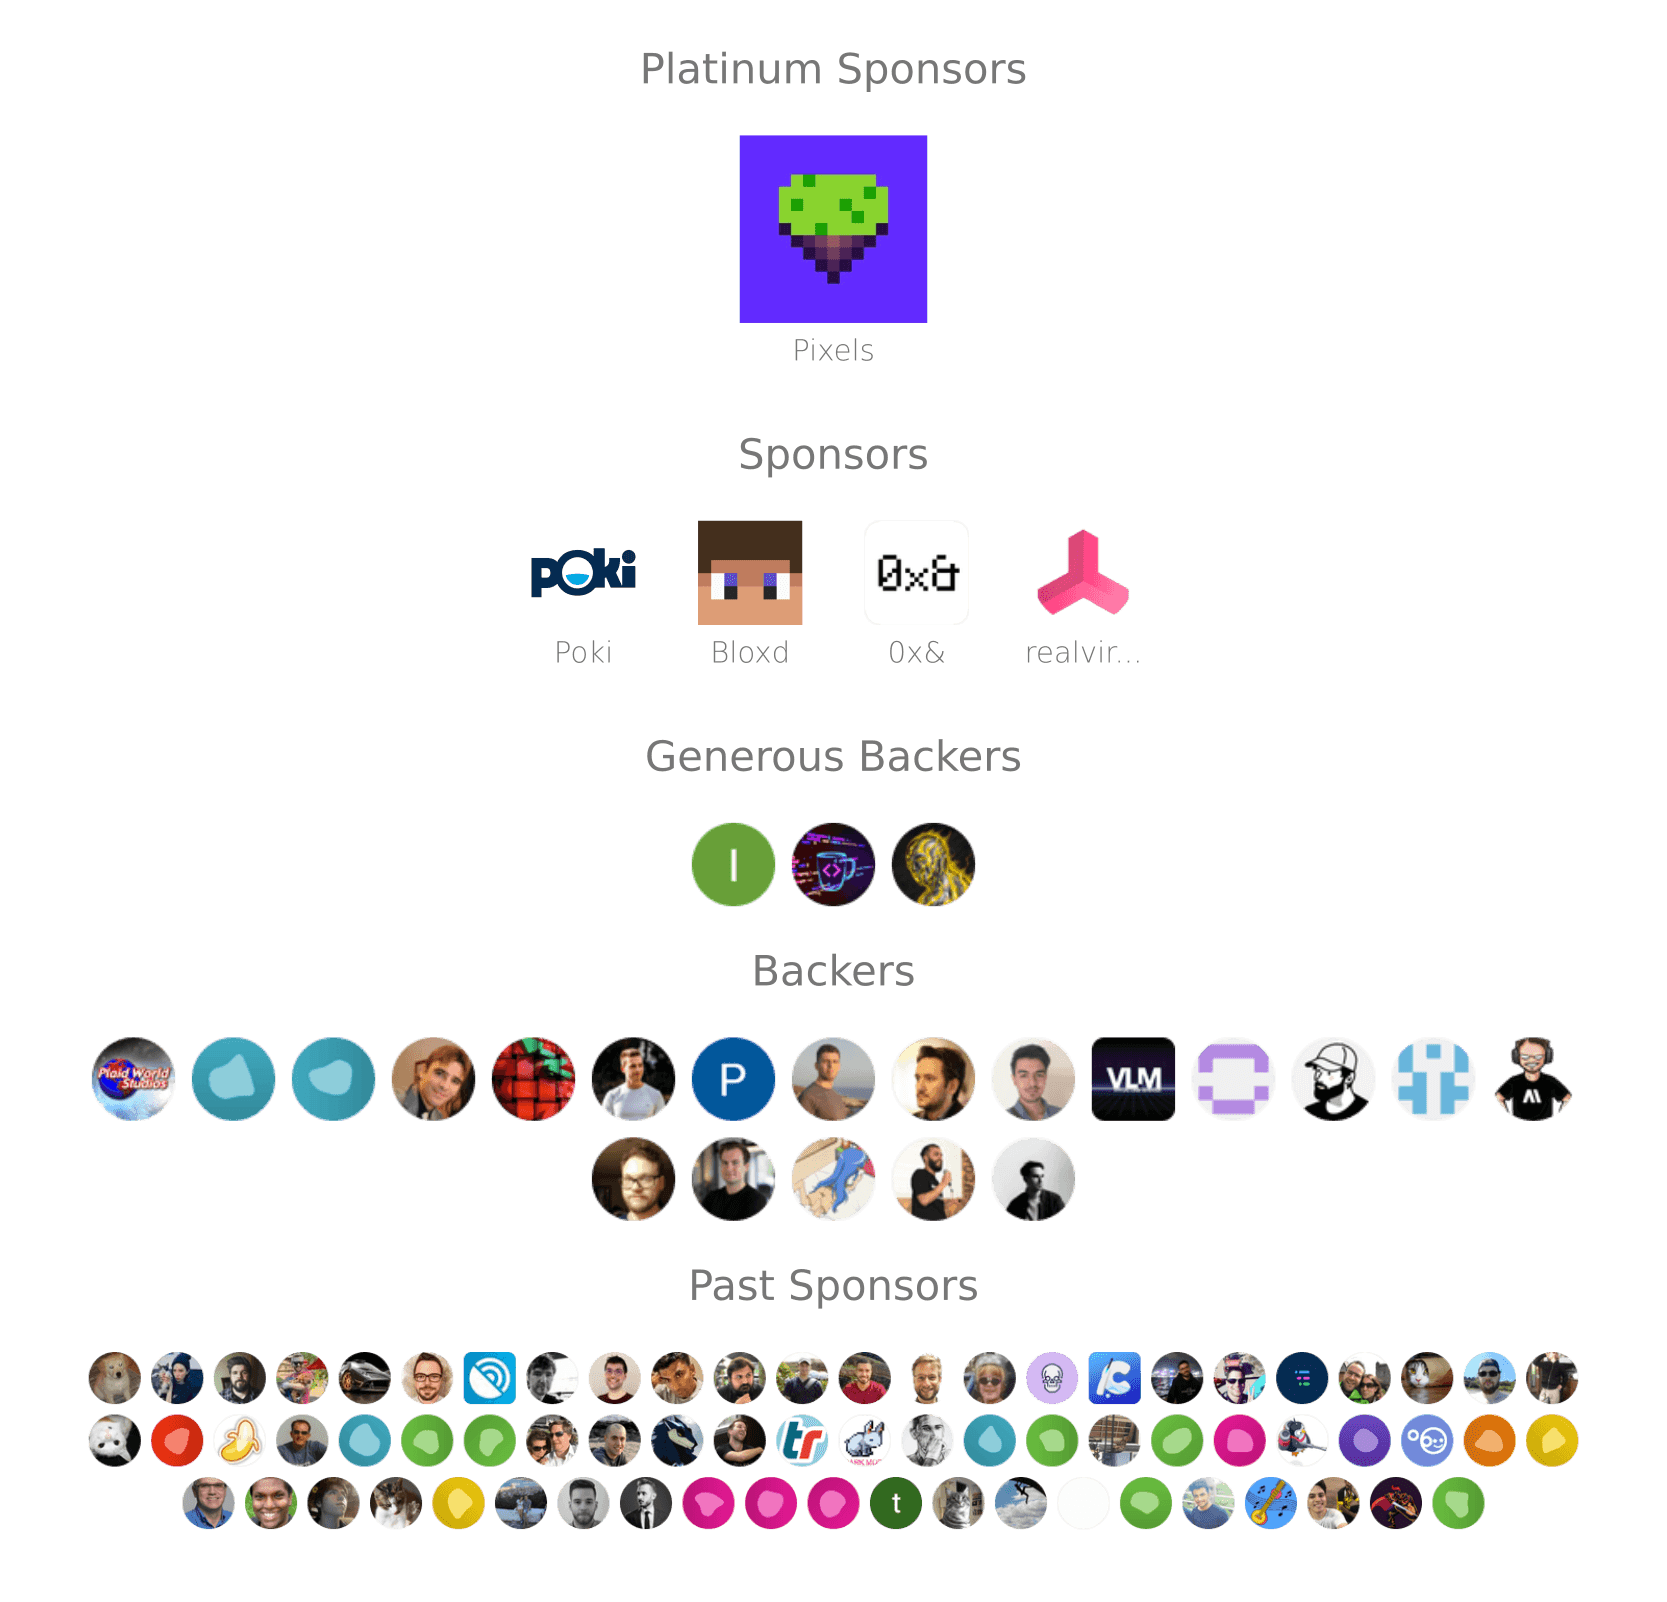 Platinum Sponsors
Pixels
Sponsors
poki
0x&
Poki
Bloxd
0x&
realvir...
Generous Backers
I
<>
Backers
Plaid World
Studios
P
VLM
Past Sponsors
tr
t